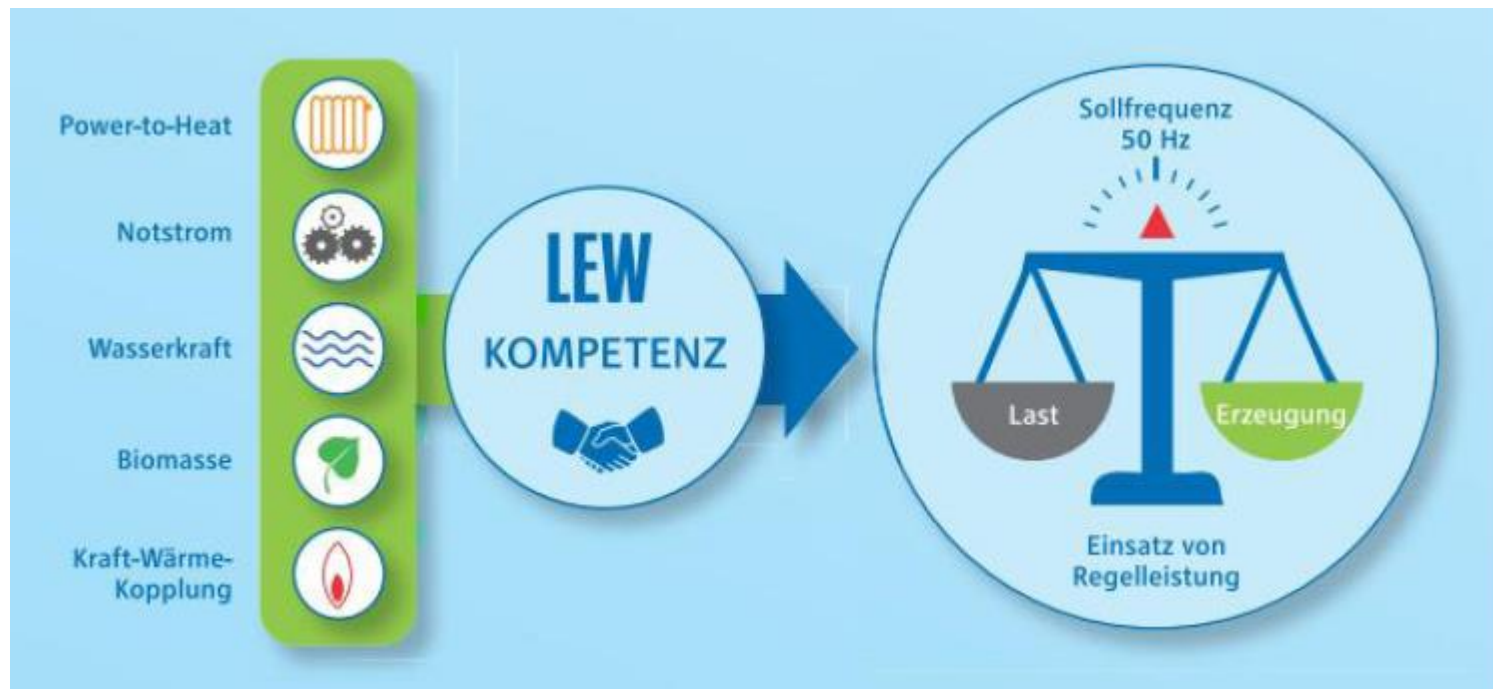 Power-to-Heat
Notstrom
Wasserkraft
Biomasse
Kraft-Wärme-
Kopplung
LEW
KOMPETENZ
Sollfrequenz
50 Hz
Last
Erzeugung
Einsatz von
Regelleistung